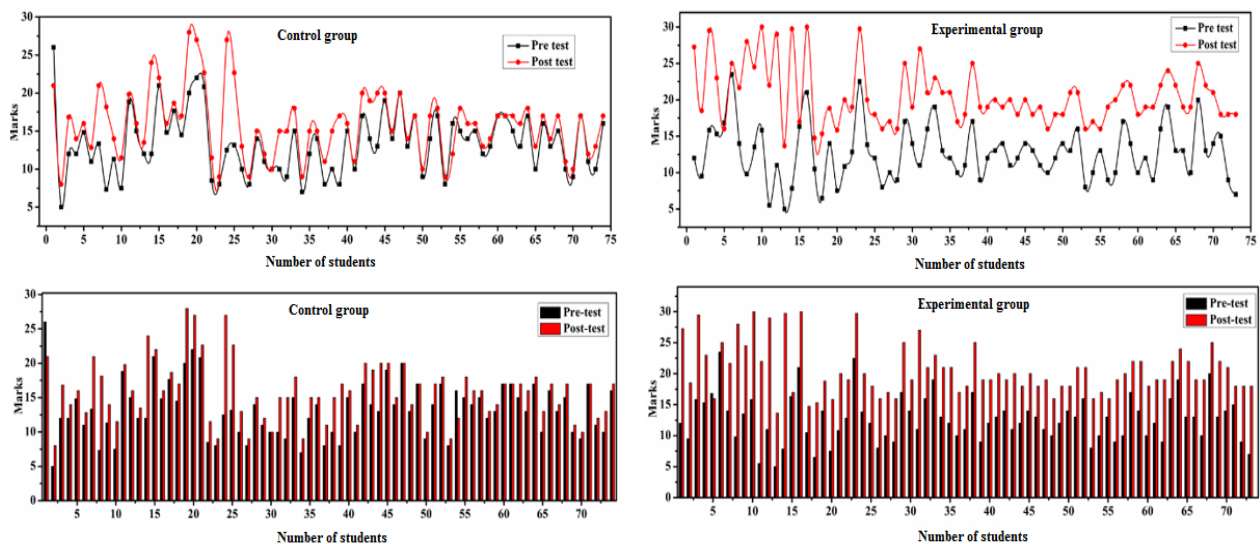 Control group
Pre test
Post test
Marks
30
25
20
15
10
5
0 5 10 15 20 25 30 35 40 45 50 55 60 65 70 75
Number of students
Experimental group
Pre test
Post test
Marks
30
25
20
15
10
5
0 5 10 15 20 25 30 35 40 45 50 55 60 65 70 75
Number of students
Control group
Pre-test
Post-test
Marks
30
25
20
15
10
5
0
5 10 15 20 25 30 35 40 45 50 55 60 65 70
Number of students
Experimental group
Pre-test
Post-test
Marks
30
25
20
15
10
5
0
5 10 15 20 25 30 35 40 45 50 55 60 65 70
Number of students